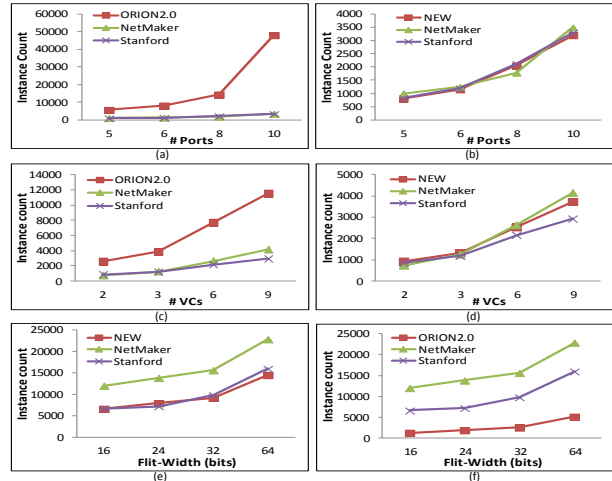 60000
50000
40000
30000
20000
10000
0
Instance Count
ORION2.0
NetMaker
Stanford
5 6 8 10
# Ports
(a)
4000
3500
3000
2500
2000
1500
1000
500
0
Instance Count
NEW
NetMaker
Stanford
5 6 8 10
# Ports
(b)
14000
12000
10000
8000
6000
4000
2000
0
Instance count
ORION2.0
NetMaker
Stanford
2 3 6 9
# VCs
(c)
5000
4000
3000
2000
1000
0
Instance count
NEW
NetMaker
Stanford
2 3 6 9
# VCs
(d)
25000
20000
15000
10000
5000
0
Instance count
NEW
NetMaker
Stanford
16 24 32 64
Flit-Width (bits)
(e)
25000
20000
15000
10000
5000
0
Instance count
ORION2.0
NetMaker
Stanford
16 24 32 64
Flit-Width (bits)
(f)